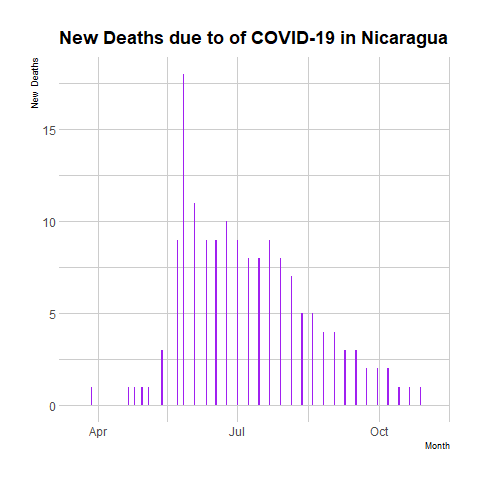 New Deaths due to of COVID-19 in Nicaragua
New Deaths
15
10
5
0
Apr Jul Oct
Month